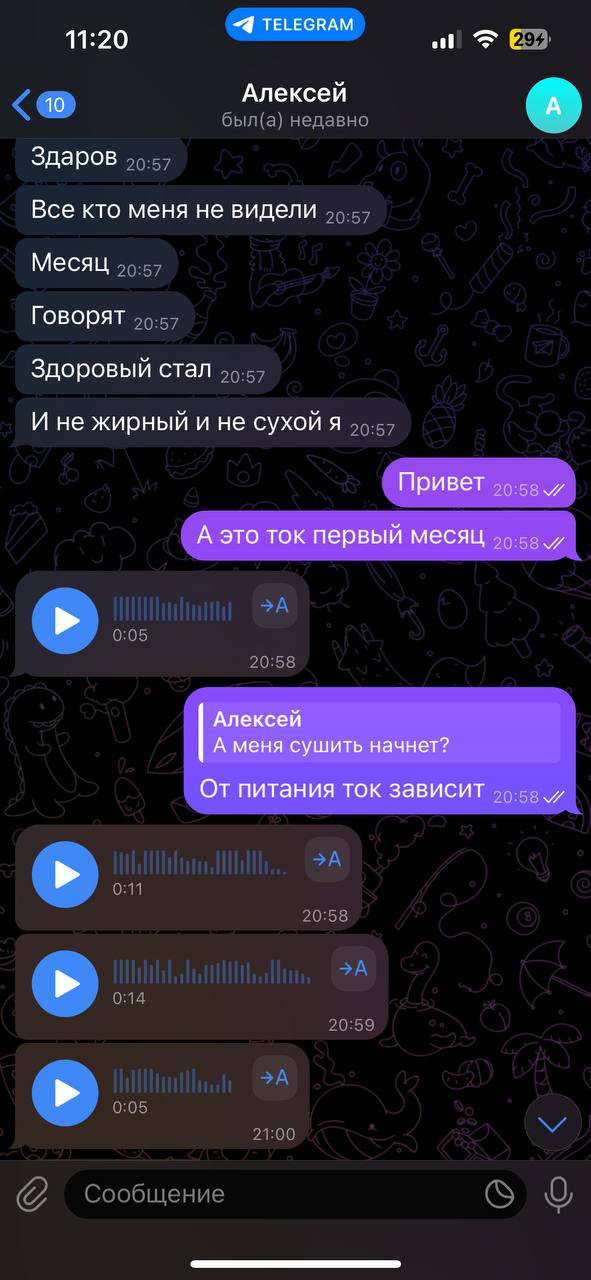 TELEGRAM
11:20
29
10
Алексей
был(а) недавно
А
Здаров 20:57
Все кто меня не видели 20:57
Месяц 20:57
Говорят 20:57
Здоровый стал 20:57
И не жирный и не сухой я 20:57
Привет 20:58
А это ток первый месяц 20:58
→A
0:05
20:58
Алексей
А меня сушить начнет?
От питания ток зависит 20:58
→A
0:11
20:58
→A
0:14
20:59
→A
0:05
21:00
Сообщение